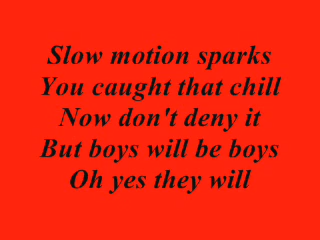 Slow motion sparks
You caught that chill
Now don't deny it
But boys will be boys
Oh yes they will